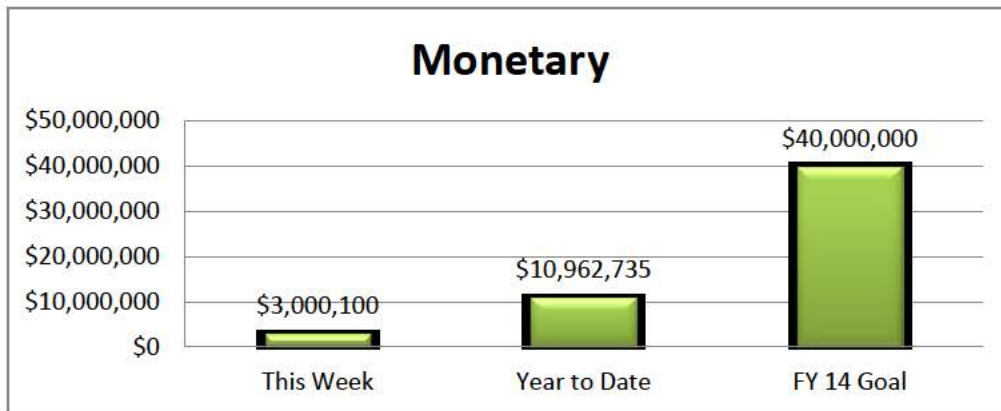 Monetary
$50,000,000
$40,000,000
$30,000,000
$20,000,000
$10,000,000
$0
$3,000,100
$10,962,735
$40,000,000
This Week
Year to Date
FY 14 Goal